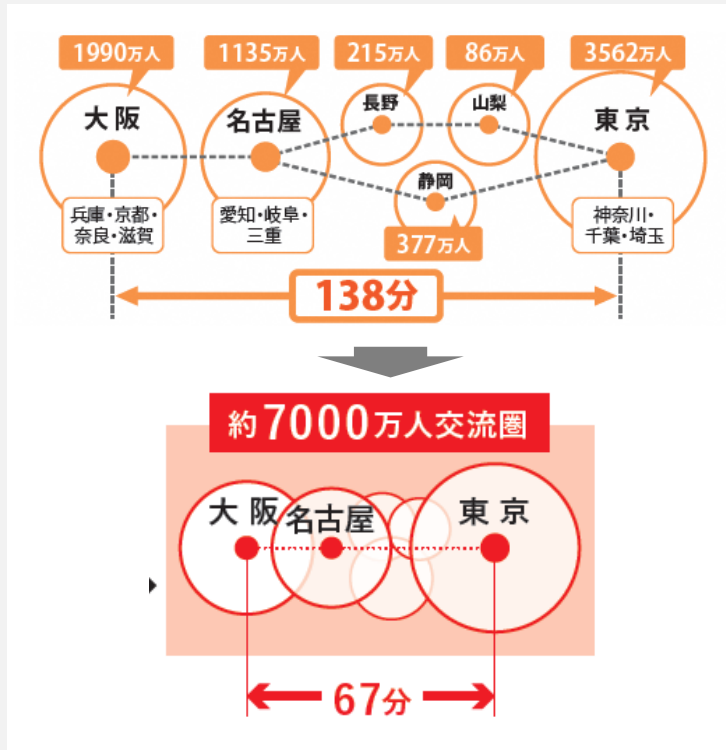 1990万人
1135万人
215万人
86万人
3562万人
大阪
名古屋
長野
山梨
東京
静岡
兵庫・京都・
奈良・滋賀
愛知・岐阜・
三重
神奈川・
千葉・埼玉
377万人
138分
約7000万人交流圏
大阪
名古屋
東京
67分